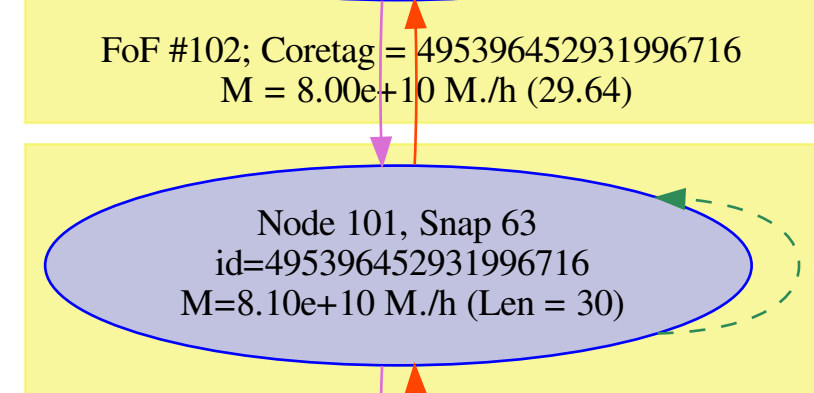 FoF #102; Coretag = 495396452931996716
M = 8.00e+10 M./h (29.64)
Node 101, Snap 63
id=495396452931996716
M=8.10e+10 M./h (Len = 30)